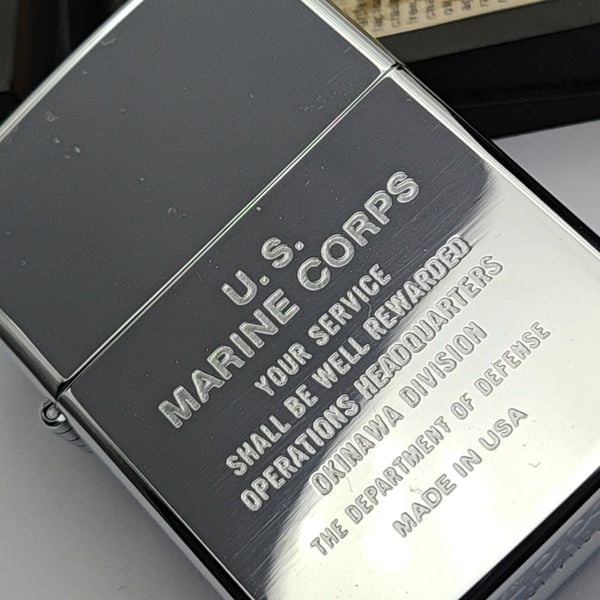 U.S.
MARINE CORPS
YOUR SERVICE
SHALL BE WELL REWARDED
OPERATIONS HEADQUARTERS
OKINAWA DIVISION
THE DEPARTMENT OF DEFENSE
MADE IN USA